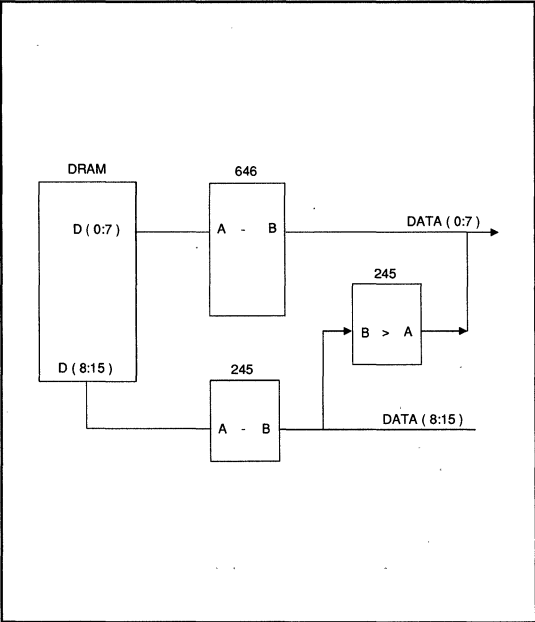 DRAM
646
D ( 0:7 )
A - B
DATA ( 0:7 )
245
B > A
D ( 8:15 )
245
A - B
DATA ( 8:15 )